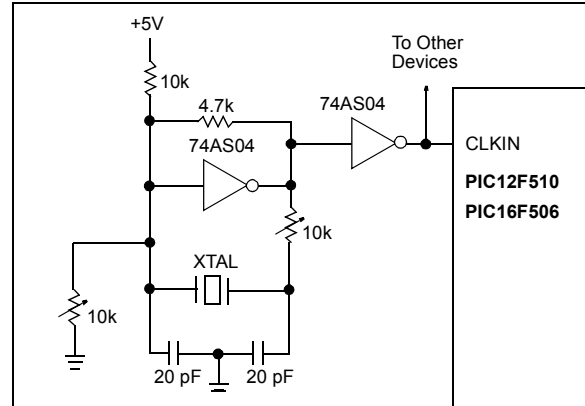 +5V
To Other
Devices
10k
4.7k
74AS04
74AS04
CLKIN
PIC12F510
PIC16F506
10k
XTAL
10k
20 pF
20 pF